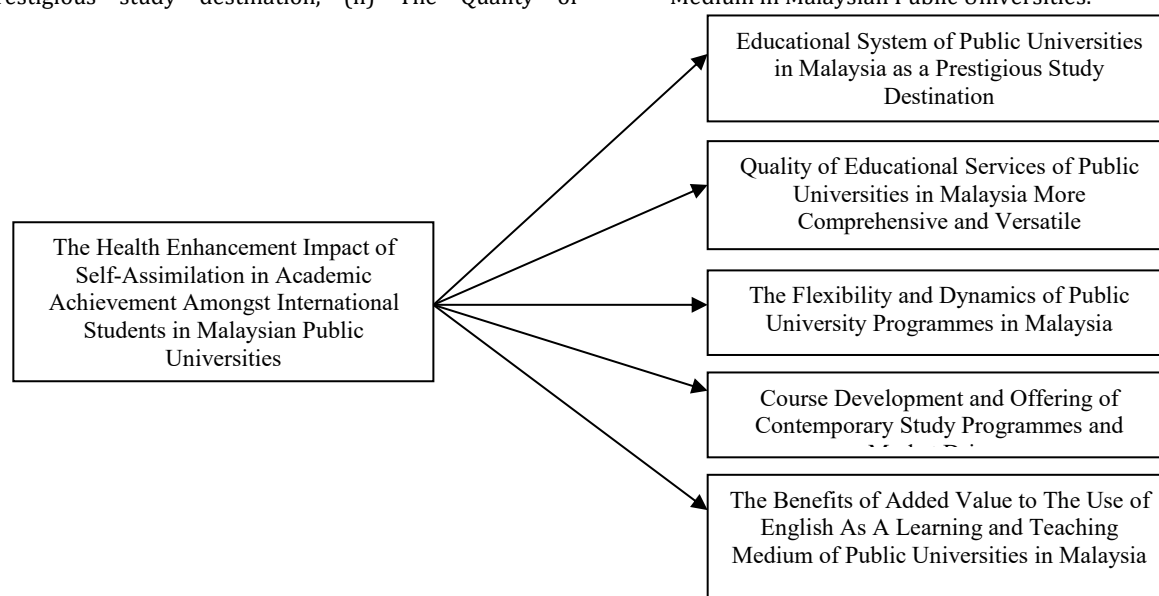 study destination; (ii) The Quality of
Medium in Malaysian Public Universities.
Educational System of Public Universities
in Malaysia as a Prestigious Study
Destination
Quality of Educational Services of Public
Universities in Malaysia More
Comprehensive and Versatile
The Health Enhancement Impact of
Self-Assimilation in Academic
Achievement Amongst International
Students in Malaysian Public
Universities
The Flexibility and Dynamics of Public
University Programmes in Malaysia
Course Development and Offering of
Contemporary Study Programmes and
The Benefits of Added Value to The Use of
English As A Learning and Teaching
Medium of Public Universities in Malaysia